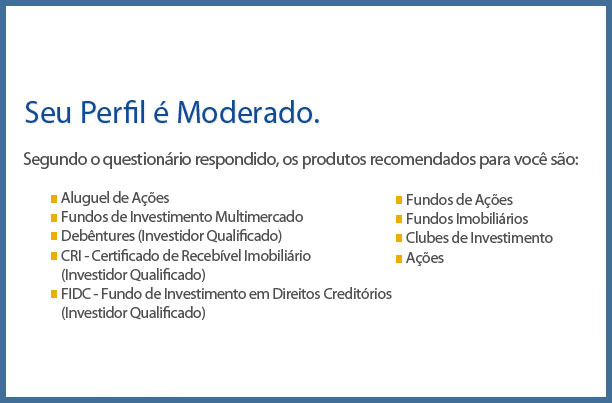 Seu Perfil é Moderado.
Segundo o questionário respondido, os produtos recomendados para você são:
Aluguel de Ações
Fundos de Investimento Multimercado
Debêntures (Investidor Qualificado)
CRI - Certificado de Recebível Imobiliário
(Investidor Qualificado)
FIDC - Fundo de Investimento em Direitos Creditórios
(Investidor Qualificado)
Fundos de Ações
Fundos Imobiliários
Clubes de Investimento
Ações